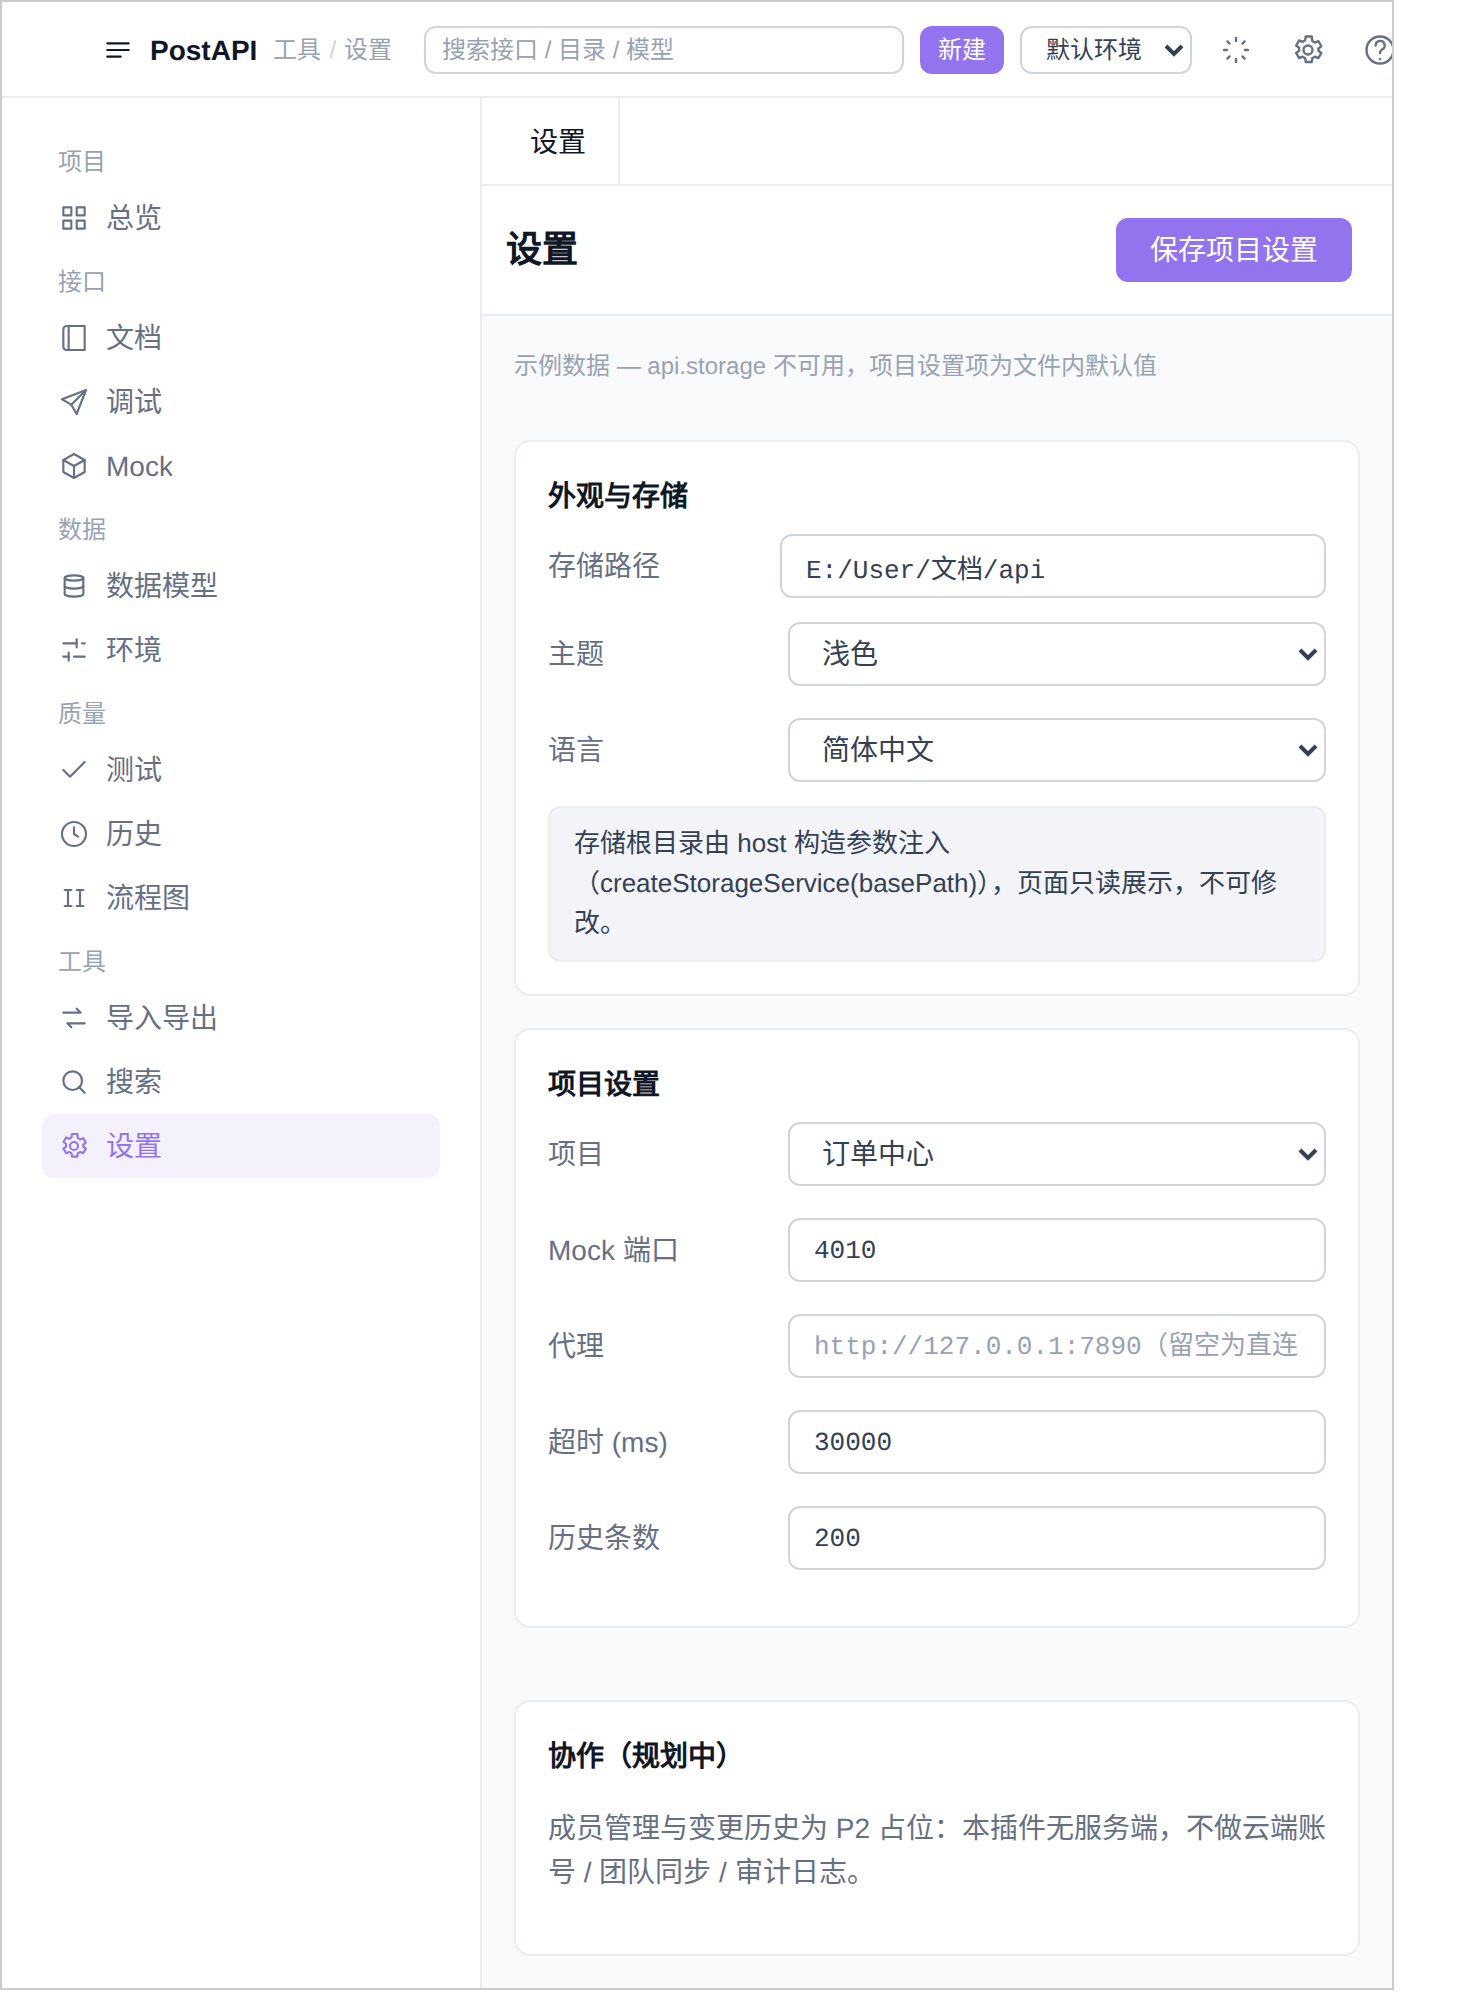 PostAPI 工具 / 设置 搜索接口 / 目录 / 模型 新建 默认环境
项目
总览
接口
文档
调试
Mock
数据
数据模型
环境
质量
测试
历史
流程图
工具
导入导出
搜索
设置
设置
设置 保存项目设置
示例数据 — api.storage 不可用，项目设置项为文件内默认值
外观与存储
存储路径 E:/User/文档/api
主题 浅色
语言 简体中文
存储根目录由 host 构造参数注入
（createStorageService(basePath)），页面只读展示，不可修
改。
项目设置
项目 订单中心
Mock 端口 4010
代理 http://127.0.0.1:7890（留空为直连
超时 (ms) 30000
历史条数 200
协作（规划中）
成员管理与变更历史为 P2 占位：本插件无服务端，不做云端账
号 / 团队同步 / 审计日志。